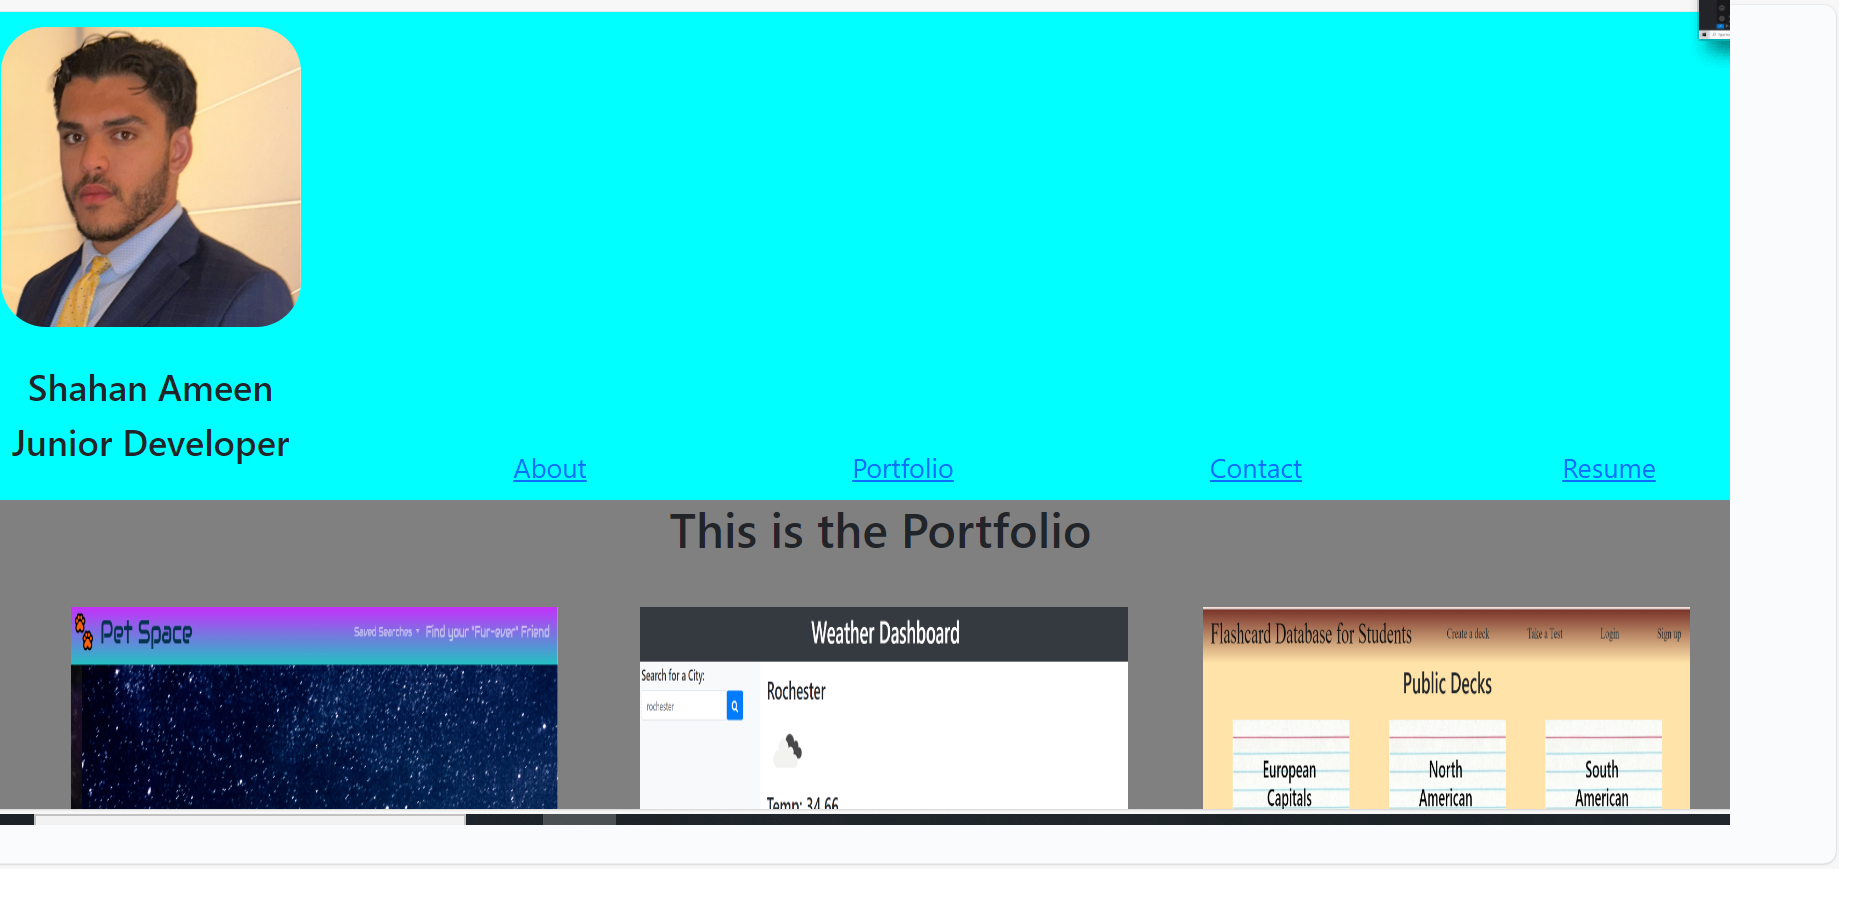 Shahan Ameen
Junior Developer
About Portfolio Contact Resume
This is the Portfolio
Pet Space Saved Searches Find your "Fur-ever" Friend
Weather Dashboard
Search for a City:
rochester
Rochester
Temp: 34.66
Flashcard Database for Students Create a deck Take a Test Login Sign up
Public Decks
European
Capitals
North
American
South
American